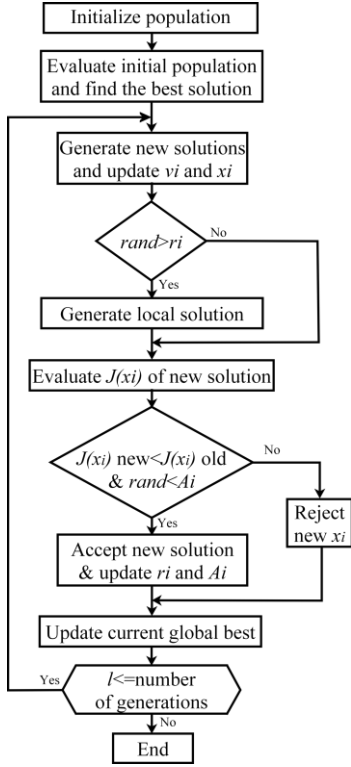 Initialize population
Evaluate initial population
and find the best solution
Generate new solutions
and update vi and xi
rand>ri
No
Yes
Generate local solution
Evaluate J(xi) of new solution
J(xi) new<J(xi) old
& rand<Ai
No
Yes
Reject
new xi
Accept new solution
& update ri and Ai
Update current global best
Yes
l<=number
of generations
No
End